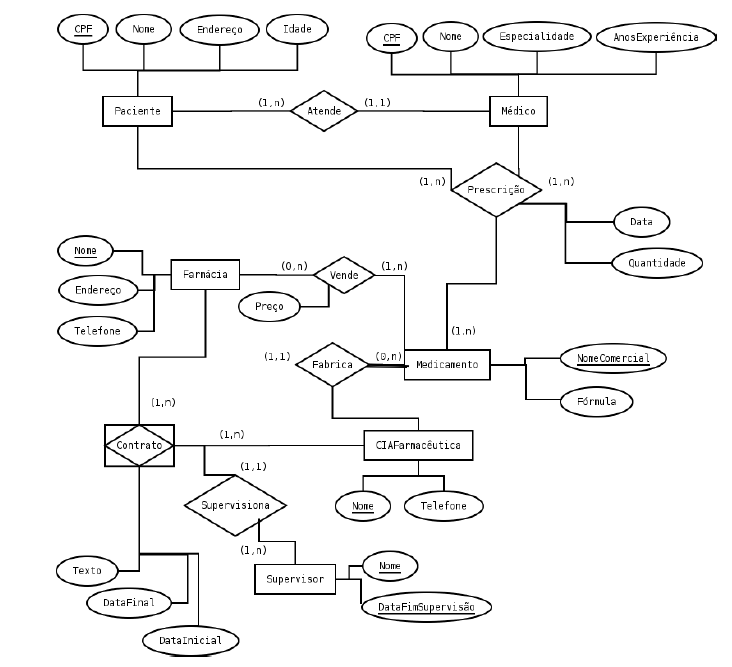 CPF
Nome
Endereço
Idade
CPF
Nome
Especialidade
AnosExperiência
Paciente
(1,n)
Atende
(1,1)
Médico
(1,n)
Prescrição
(1,n)
Data
Quantidade
Nome
Endereço
Telefone
Farmácia
(0,n)
Vende
(1,n)
Preço
(1,n)
(1,1)
Fabrica
(0,n)
Medicamento
NomeComercial
Fórmula
(1,n)
Contrato
(1,n)
CIAFarmacêutica
(1,1)
Supervisiona
Nome
Telefone
(1,n)
Supervisor
Nome
DataFimSupervisão
Texto
DataFinal
DataInicial